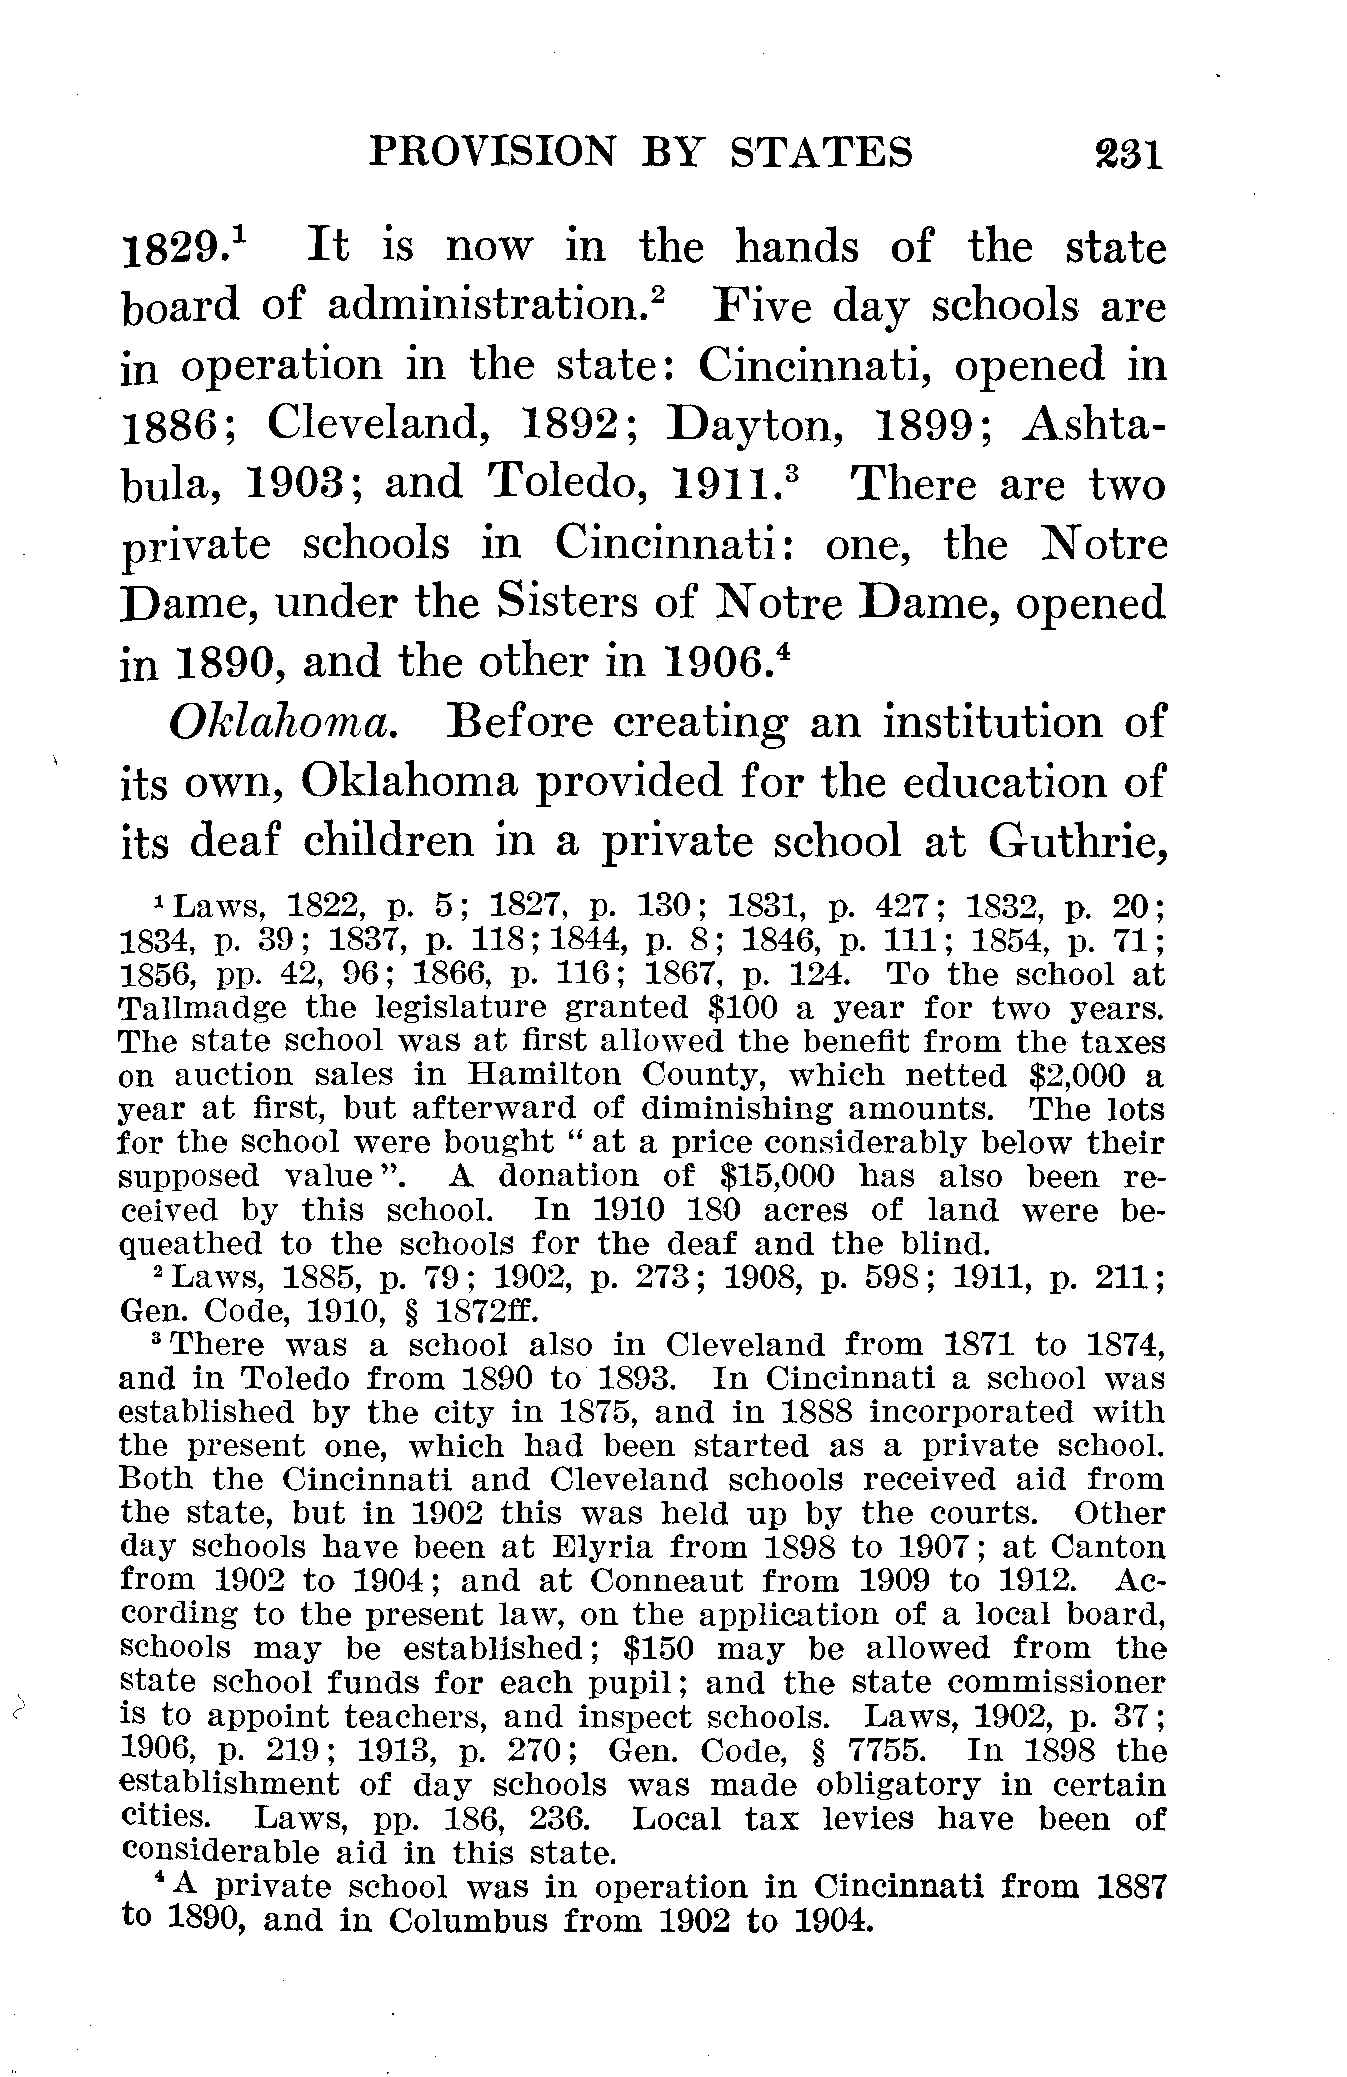 PROVISION BY STATES 231
1829.¹ It is now in the hands of the state
board of administration.² Five day schools are
in operation in the state: Cincinnati, opened in
1886; Cleveland, 1892; Dayton, 1899; Ashta-
bula, 1903; and Toledo, 1911.³ There are two
private schools in Cincinnati: one, the Notre
Dame, under the Sisters of Notre Dame, opened
in 1890, and the other in 1906.⁴
Oklahoma. Before creating an institution of
its own, Oklahoma provided for the education of
its deaf children in a private school at Guthrie,
¹ Laws, 1822, p. 5; 1827, p. 130; 1831, p. 427; 1832, p. 20;
1834, p. 39; 1837, p. 118; 1844, p. 8; 1846, p. 111; 1854, p. 71;
1856, pp. 42, 96; 1866, p. 116; 1867, p. 124. To the school at
Tallmadge the legislature granted $100 a year for two years.
The state school was at first allowed the benefit from the taxes
on auction sales in Hamilton County, which netted $2,000 a
year at first, but afterward of diminishing amounts. The lots
for the school were bought " at a price considerably below their
supposed value ". A donation of $15,000 has also been re-
ceived by this school. In 1910 180 acres of land were be-
queathed to the schools for the deaf and the blind.
² Laws, 1885, p. 79; 1902, p. 273; 1908, p. 598; 1911, p. 211;
Gen. Code, 1910, § 1872ff.
³ There was a school also in Cleveland from 1871 to 1874,
and in Toledo from 1890 to 1893. In Cincinnati a school was
established by the city in 1875, and in 1888 incorporated with
the present one, which had been started as a private school.
Both the Cincinnati and Cleveland schools received aid from
the state, but in 1902 this was held up by the courts. Other
day schools have been at Elyria from 1898 to 1907; at Canton
from 1902 to 1904; and at Conneaut from 1909 to 1912. Ac-
cording to the present law, on the application of a local board,
schools may be established; $150 may be allowed from the
state school funds for each pupil; and the state commissioner
is to appoint teachers, and inspect schools. Laws, 1902, p. 37;
1906, p. 219; 1913, p. 270; Gen. Code, § 7755. In 1898 the
establishment of day schools was made obligatory in certain
cities. Laws, pp. 186, 236. Local tax levies have been of
considerable aid in this state.
⁴ A private school was in operation in Cincinnati from 1887
to 1890, and in Columbus from 1902 to 1904.